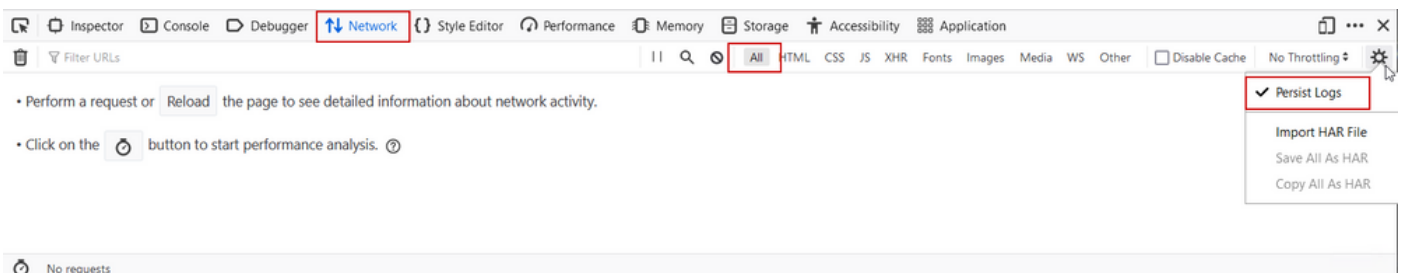 Inspector Console Debugger Network Style Editor Performance Memory Storage Accessibility Application
Filter URLs All HTML CSS JS XHR Fonts Images Media WS Other Disable Cache No Throttling
• Perform a request or Reload the page to see detailed information about network activity.
Persist Logs
• Click on the button to start performance analysis.
Import HAR File
Save All As HAR
Copy All As HAR
No requests